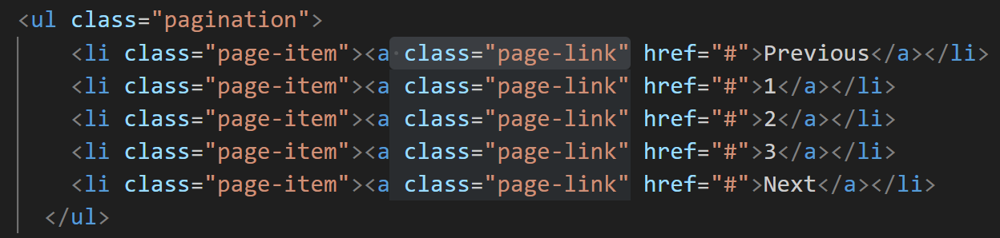 <ul class="pagination">
<li class="page-item"><a class="page-link" href="#">Previous</a></li>
<li class="page-item"><a class="page-link" href="#">1</a></li>
<li class="page-item"><a class="page-link" href="#">2</a></li>
<li class="page-item"><a class="page-link" href="#">3</a></li>
<li class="page-item"><a class="page-link" href="#">Next</a></li>
</ul>